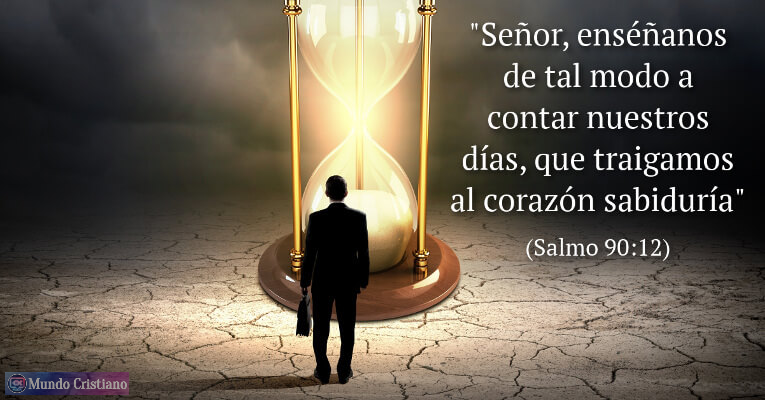 "Señor, enséñanos
de tal modo a
contar nuestros
días, que traigamos
al corazón sabiduría"
(Salmo 90:12)
Mundo Cristiano